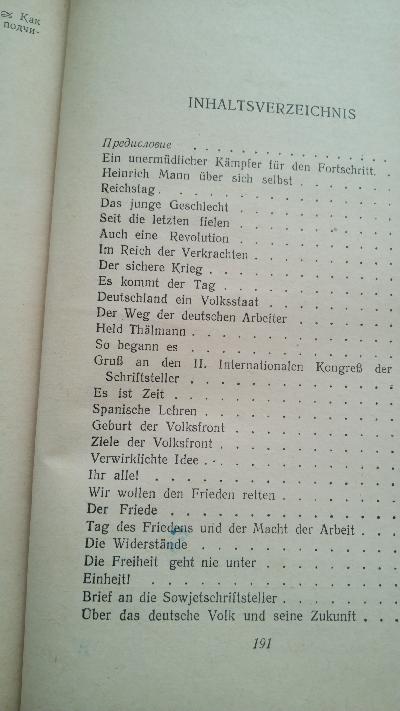 ≫ Как
подчи-
INHALTSVERZEICHNIS
Предисловие . . . . . . . . . . . . .
Ein unermüdlicher Kämpfer für den Fortschritt. .
Heinrich Mann über sich selbst . . . . . . .
Reichstag . . . . . . . . . . . . . .
Das junge Geschlecht . . . . . . . . . .
Seit die letzten fielen . . . . . . . . . .
Auch eine Revolution . . . . . . . . . .
Im Reich der Verkrachten . . . . . . . . .
Der sichere Krieg . . . . . . . . . . . .
Es kommt der Tag . . . . . . . . . . .
Deutschland ein Volksstaat . . . . . . . .
Der Weg der deutschen Arbeiter . . . . . . .
Held Thälmann . . . . . . . . . . . . .
So begann es . . . . . . . . . . . . .
Gruß an den II. Internationalen Kongreß der
Schriftsteller . . . . . . . . . . . .
Es ist Zeit . . . . . . . . . . . . . .
Spanische Lehren . . . . . . . . . . . .
Geburt der Volksfront . . . . . . . . . .
Ziele der Volksfront . . . . . . . . . . .
Verwirklichte Idee . . . . . . . . . . . .
Ihr alle! . . . . . . . . . . . . . . .
Wir wollen den Frieden retten . . . . . . .
Der Friede . . . . . . . . . . . . . .
Tag des Friedens und der Macht der Arbeit . . .
Die Widerstände . . . . . . . . . . . .
Die Freiheit geht nie unter . . . . . . . .
Einheit! . . . . . . . . . . . . . . .
Brief an die Sowjetschriftsteller . . . . . . .
Über das deutsche Volk und seine Zukunft . . .
191